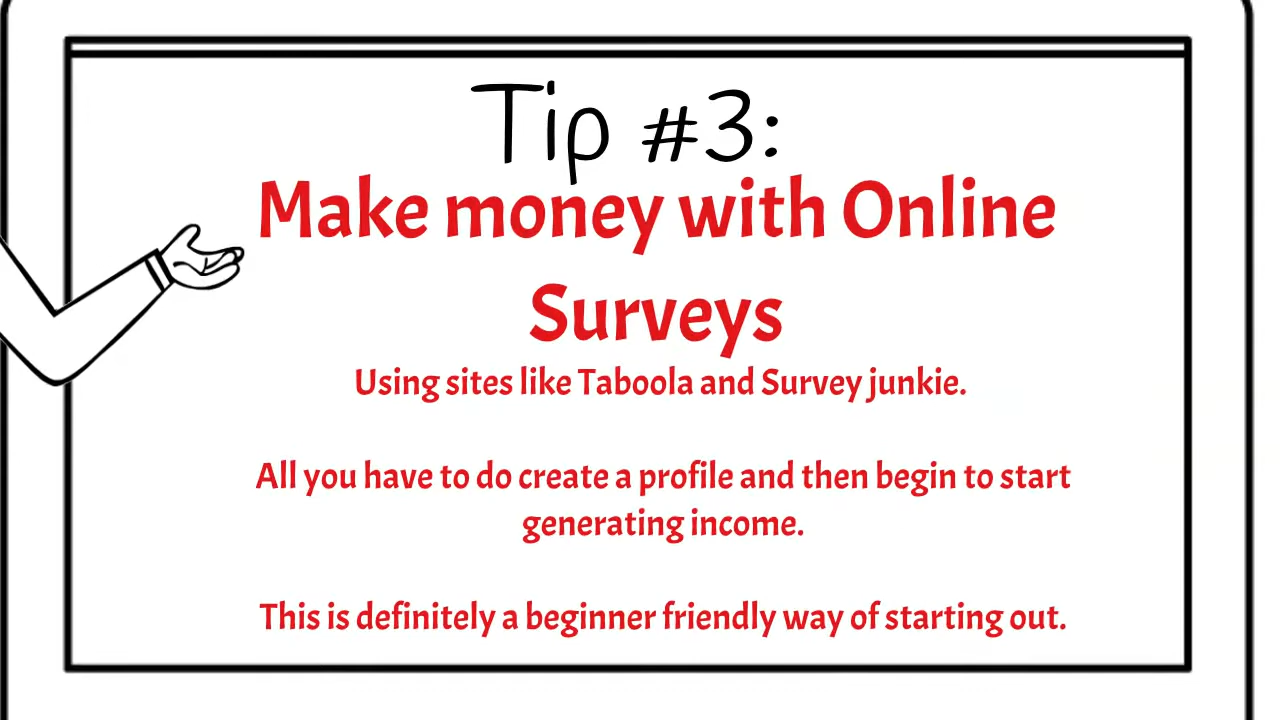 Tip #3:
Make money with Online
Surveys
Using sites like Taboola and Survey junkie.
All you have to do create a profile and then begin to start
generating income.
This is definitely a beginner friendly way of starting out.